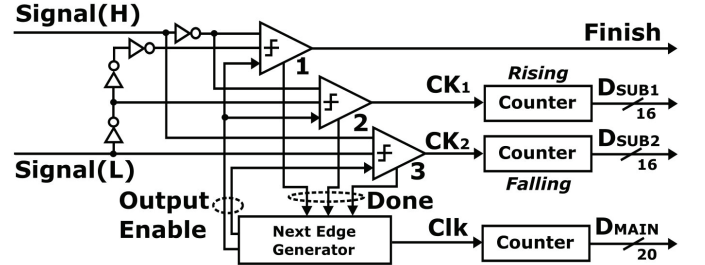 Signal(H)
Finish
1
Rising
CK1
Counter
DSUB1
16
2
CK2
Counter
DSUB2
16
3
Falling
Signal(L)
Output
Enable
Done
Next Edge
Generator
Clk
Counter
DMAIN
20